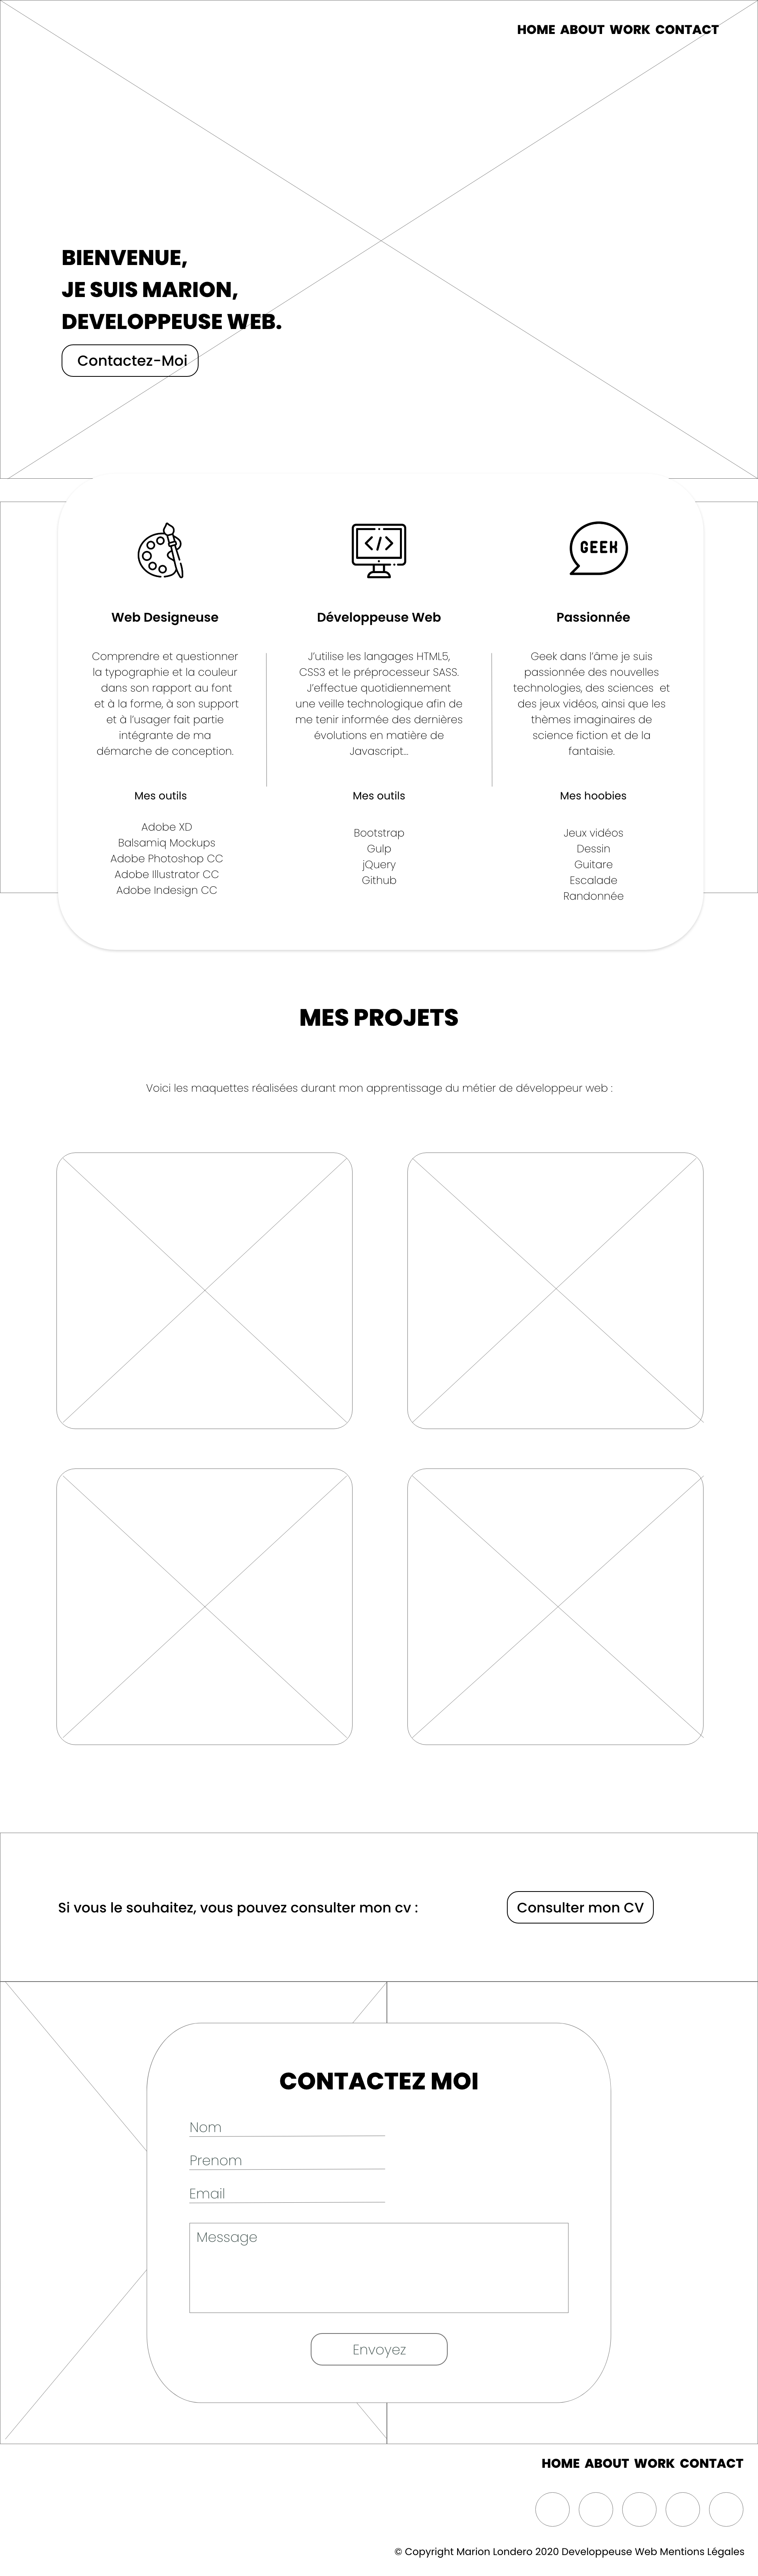 HOME ABOUT WORK CONTACT
BIENVENUE,
JE SUIS MARION,
DEVELOPPEUSE WEB.
Contactez-Moi
GEEK
Web Designeuse
Comprendre et questionner
la typographie et la couleur
dans son rapport au font
et à la forme, à son support
et à l'usager fait partie
intégrante de ma
démarche de conception.
Mes outils
Adobe XD
Balsamiq Mockups
Adobe Photoshop CC
Adobe Illustrator CC
Adobe Indesign CC
Développeuse Web
J'utilise les langages HTML5,
CSS3 et le préprocesseur SASS.
J'effectue quotidiennement
une veille technologique afin de
me tenir informée des dernières
évolutions en matière de
Javascript...
Mes outils
Bootstrap
Gulp
jQuery
Github
Passionnée
Geek dans l'âme je suis
passionnée des nouvelles
technologies, des sciences et
des jeux vidéos, ainsi que les
thèmes imaginaires de
science fiction et de la
fantaisie.
Mes hoobies
Jeux vidéos
Dessin
Guitare
Escalade
Randonnée
MES PROJETS
Voici les maquettes réalisées durant mon apprentissage du métier de développeur web :
Si vous le souhaitez, vous pouvez consulter mon cv :
Consulter mon CV
CONTACTEZ MOI
Nom
Prenom
Email
Message
Envoyez
HOME ABOUT WORK CONTACT
© Copyright Marion Londero 2020 Developpeuse Web Mentions Légales